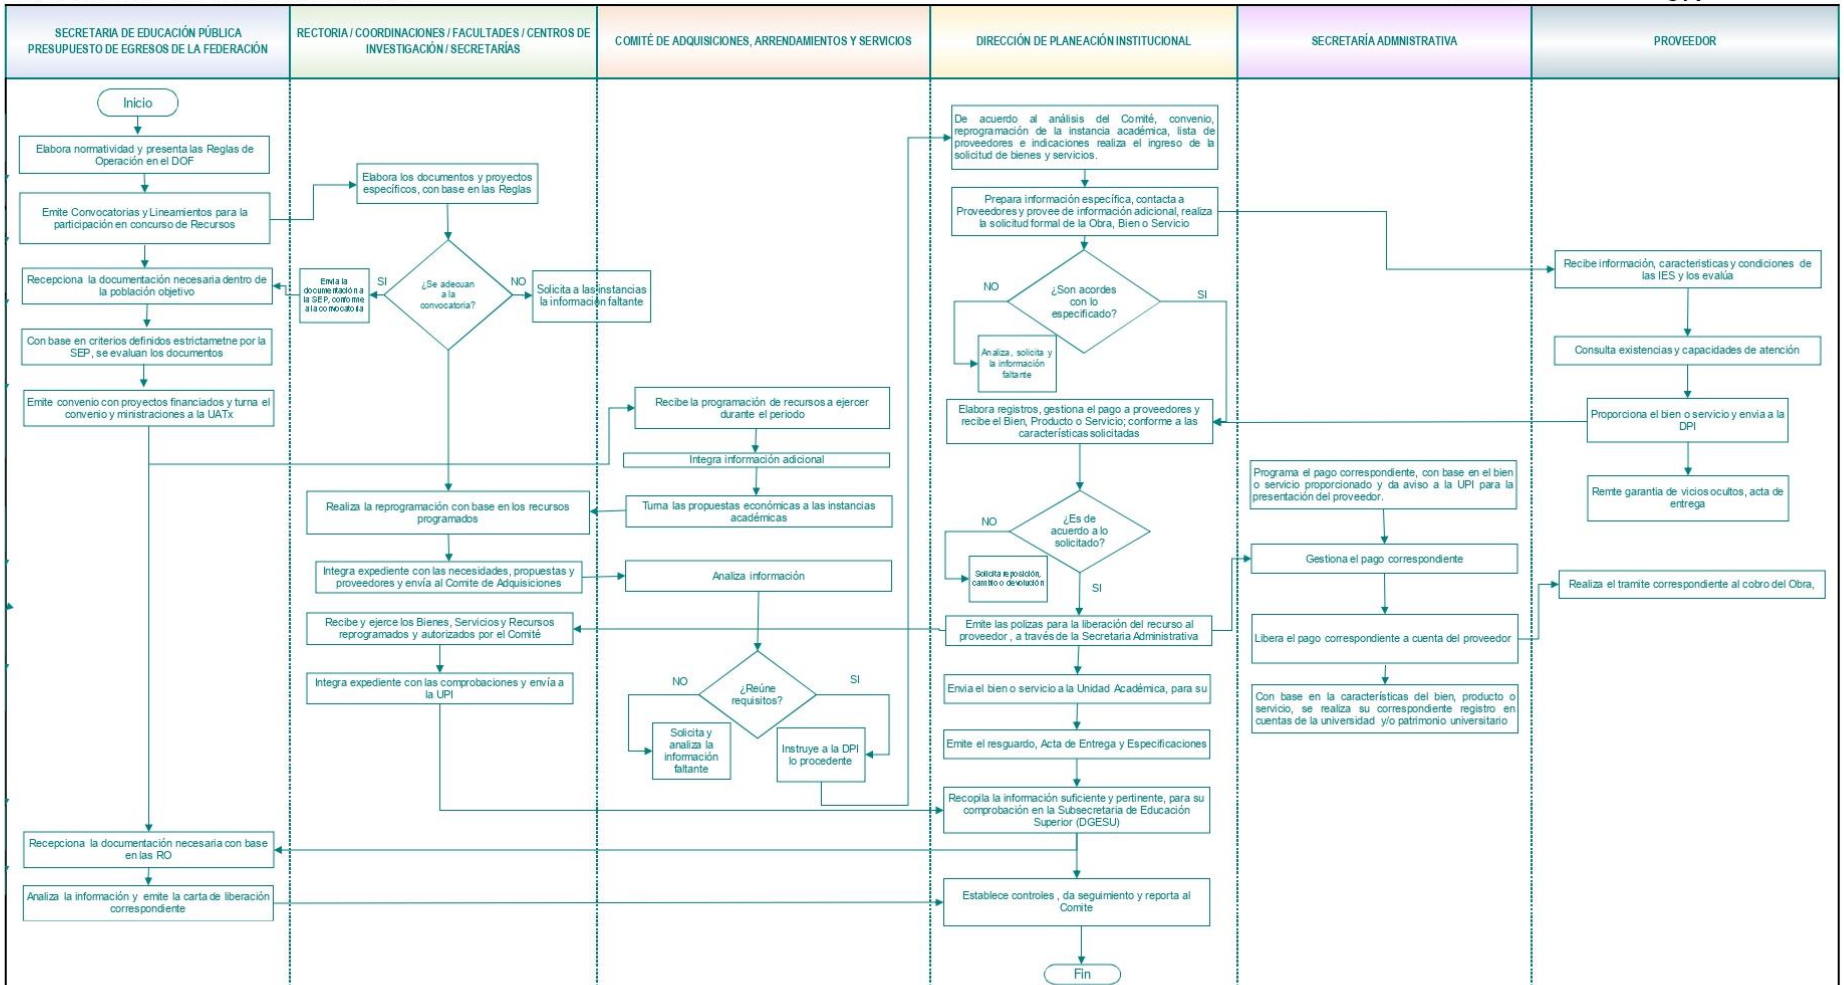 SECRETARIA DE EDUCACIÓN PÚBLICA
PRESUPUESTO DE EGRESOS DE LA FEDERACIÓN
RECTORIA / COORDINACIONES / FACULTADES / CENTROS DE
INVESTIGACIÓN / SECRETARÍAS
COMITÉ DE ADQUISICIONES, ARRENDAMIENTOS Y SERVICIOS
DIRECCIÓN DE PLANEACIÓN INSTITUCIONAL
SECRETARÍA ADMNISTRATIVA
PROVEEDOR
Inicio
Elabora normatividad y presenta las Reglas de
Operación en el DOF
Emite Convocatorias y Lineamientos para la
participación en concurso de Recursos
Recepciona la documentación necesaria dentro de
la población objetivo
Con base en criterios definidos estrictametne por la
SEP, se evaluan los documentos
Emite convenio con proyectos financiados y turna el
convenio y ministraciones a la UATx
Recepciona la documentación necesaria con base
en las RO
Analiza la información y emite la carta de liberación
correspondiente
Elabora los documentos y proyectos
específicos, con base en las Reglas
¿Se adecuan
a la
convocatoria?
SI
NO
Envia la
documentación a
la SEP, conforme
a la convocatoria
Solicita a las instancias
la información faltante
Realiza la reprogramación con base en los recursos
programados
Integra expediente con las necesidades, propuestas y
proveedores y envía al Comite de Adquisiciones
Recibe y ejerce los Bienes, Servicios y Recursos
reprogramados y autorizados por el Comité
Integra expediente con las comprobaciones y envía a
la UPI
Recibe la programación de recursos a ejercer
durante el periodo
Integra información adicional
Turna las propuestas económicas a las instancias
académicas
Analiza información
¿Reúne
requisitos?
NO
SI
Solicita y
analiza la
información
faltante
Instruye a la DPI
lo procedente
De acuerdo al análisis del Comité, convenio,
reprogramación de la instancia académica, lista de
proveedores e indicaciones realiza el ingreso de la
solicitud de bienes y servicios.
Prepara información específica, contacta a
Proveedores y provee de información adicional, realiza
la solicitud formal de la Obra, Bien o Servicio
¿Son acordes
con lo
especificado?
NO
SI
Analiza, solicita y
la información
faltante
Elabora registros, gestiona el pago a proveedores y
recibe el Bien, Producto o Servicio; conforme a las
características solicitadas
¿Es de
acuerdo a lo
solicitado?
NO
SI
Solicita reposición,
cambio o devolución
Emite las polizas para la liberación del recurso al
proveedor , a través de la Secretaria Administrativa
Envia el bien o servicio a la Unidad Académica, para su
Emite el resguardo, Acta de Entrega y Especificaciones
Recopila la información suficiente y pertinente, para su
comprobación en la Subsecretaria de Educación
Superior (DGESU)
Establece controles , da seguimiento y reporta al
Comite
Fin
Programa el pago correspondiente, con base en el bien
o servicio proporcionado y da aviso a la UPI para la
presentación del proveedor.
Gestiona el pago correspondiente
Libera el pago correspondiente a cuenta del proveedor
Con base en la características del bien, producto o
servicio, se realiza su correspondiente registro en
cuentas de la universidad y/o patrimonio universitario
Recibe información, caracteristicas y condiciones de
las IES y los evalúa
Consulta existencias y capacidades de atención
Proporciona el bien o servicio y envia a la
DPI
Remte garantia de vicios ocultos, acta de
entrega
Realiza el tramite correspondiente al cobro del Obra,